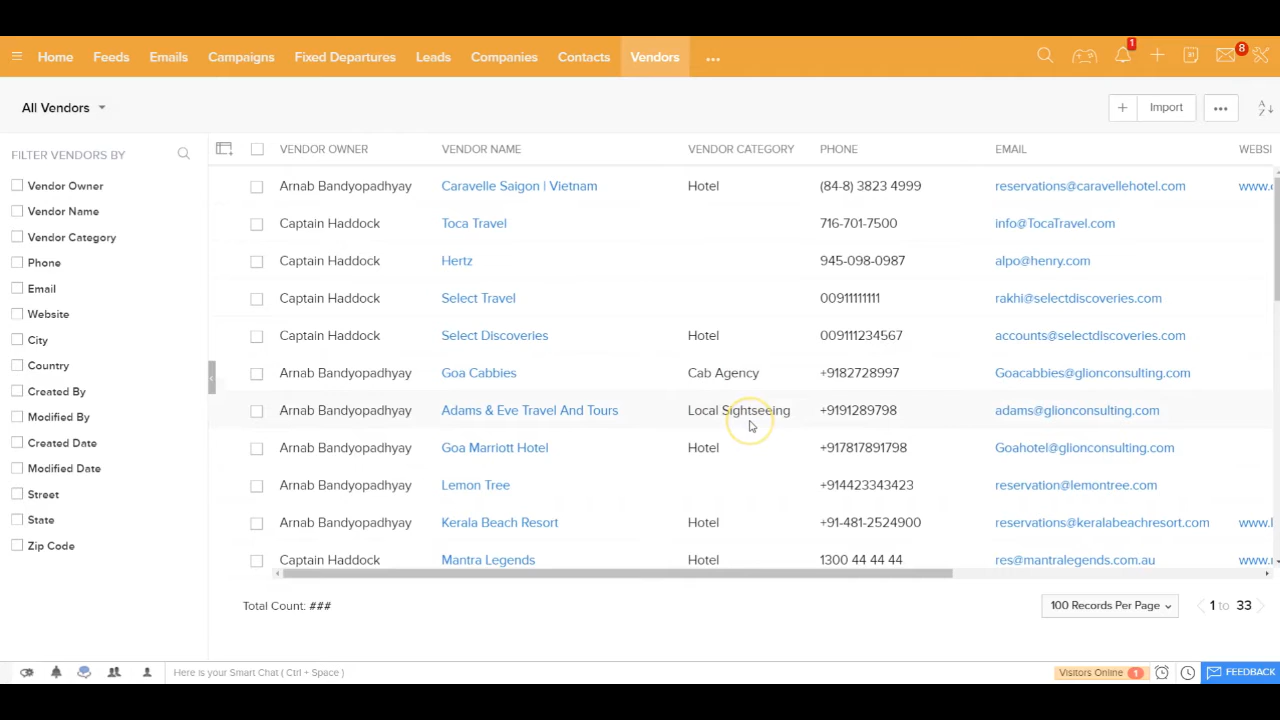 Home Feeds Emails Campaigns Fixed Departures Leads Companies Contacts Vendors ... 1 8
All Vendors + Import ...
FILTER VENDORS BY
Vendor Owner
Vendor Name
Vendor Category
Phone
Email
Website
City
Country
Created By
Modified By
Created Date
Modified Date
Street
State
Zip Code
VENDOR OWNER VENDOR NAME VENDOR CATEGORY PHONE EMAIL WEBSI
Arnab Bandyopadhyay Caravelle Saigon | Vietnam Hotel (84-8) 3823 4999 reservations@caravellehotel.com
Captain Haddock Toca Travel 716-701-7500 info@TocaTravel.com
Captain Haddock Hertz 945-098-0987 alpo@henry.com
Captain Haddock Select Travel 00911111111 rakhi@selectdiscoveries.com
Captain Haddock Select Discoveries Hotel 009111234567 accounts@selectdiscoveries.com
Arnab Bandyopadhyay Goa Cabbies Cab Agency +9182728997 Goacabbies@glionconsulting.com
Arnab Bandyopadhyay Adams & Eve Travel And Tours Local Sightseeing +9191289798 adams@glionconsulting.com
Arnab Bandyopadhyay Goa Marriott Hotel Hotel +917817891798 Goahotel@glionconsulting.com
Arnab Bandyopadhyay Lemon Tree +914423343423 reservation@lemontree.com
Arnab Bandyopadhyay Kerala Beach Resort Hotel +91-481-2524900 reservations@keralabeachresort.com
Captain Haddock Mantra Legends Hotel 1300 44 44 44 res@mantralegends.com.au
Total Count: ### 100 Records Per Page 1 to 33
Here is your Smart Chat ( Ctrl + Space ) Visitors Online 1 FEEDBACK